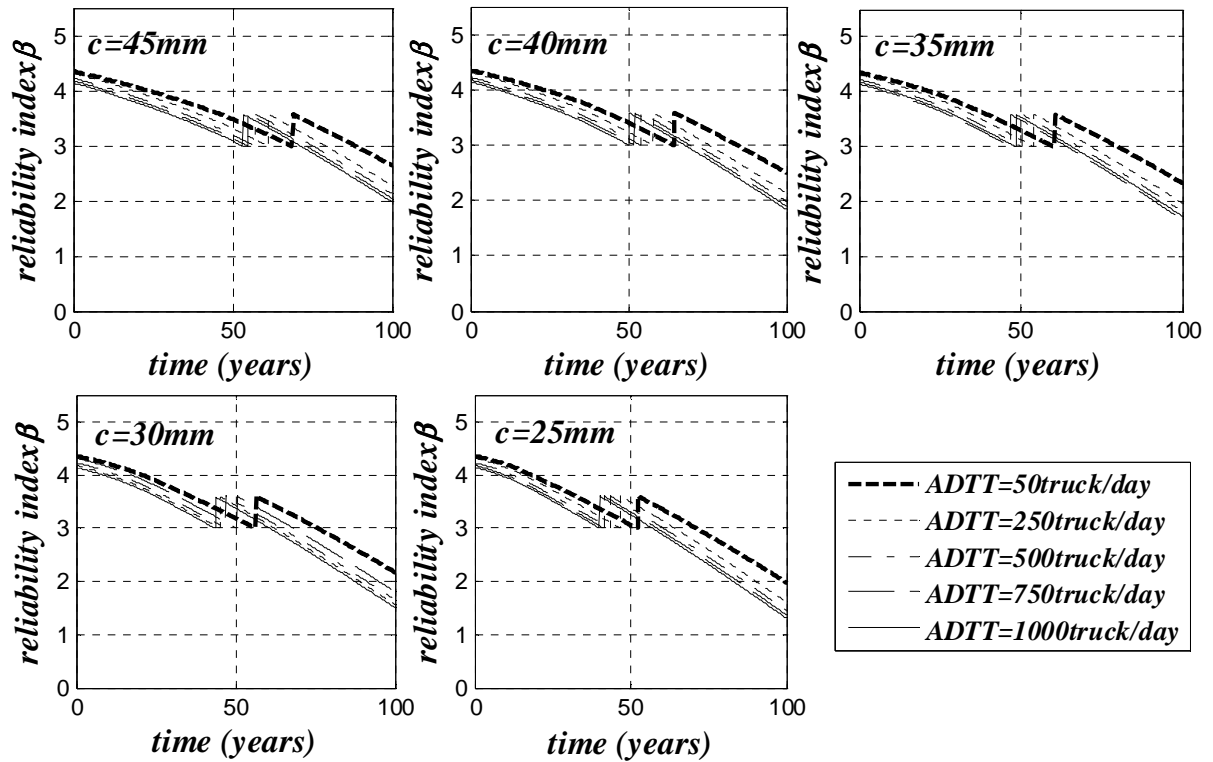 c=45mm
reliability index β
5
4
3
2
1
0
0 50 100
time (years)
c=40mm
reliability index β
5
4
3
2
1
0
0 50 100
time (years)
c=35mm
reliability index β
5
4
3
2
1
0
0 50 100
time (years)
c=30mm
reliability index β
5
4
3
2
1
0
0 50 100
time (years)
c=25mm
reliability index β
5
4
3
2
1
0
0 50 100
time (years)
ADTT=50truck/day
ADTT=250truck/day
ADTT=500truck/day
ADTT=750truck/day
ADTT=1000truck/day